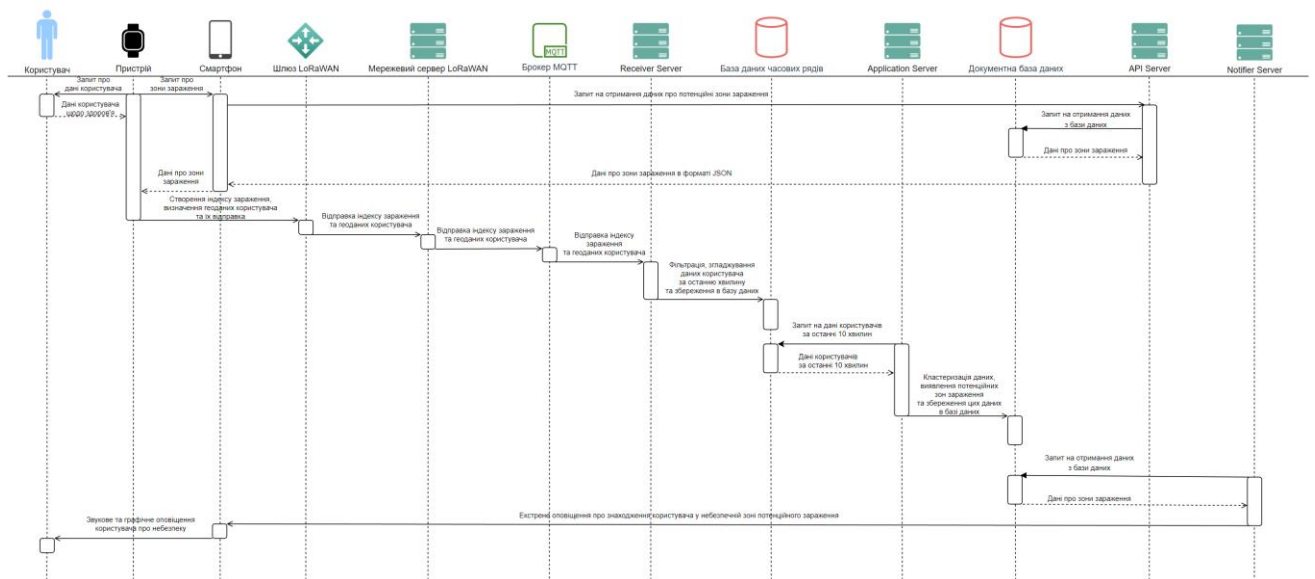 MQTT
Користувач
Пристрій
Смартфон
Шлюз LoRaWAN
Мережевий сервер LoRaWAN
Брокер MQTT
Receiver Server
База даних часових рядів
Application Server
Документна база даних
API Server
Notifier Server
Запит про
дані користувача
Запит про
зони зараження
Запит на отримання даних про потенційні зони зараження
Дані користувача
щодо здоров'я
Запит на отримання даних
з бази даних
Дані про зони зараження
Дані про зони
зараження
Дані про зони зараження в форматі JSON
Створення індексу зараження,
визначення геоданих користувача
та їх відправка
Відправка індексу зараження
та геоданих користувача
Відправка індексу зараження
та геоданих користувача
Відправка індексу
зараження
та геоданих користувача
Фільтрація, згладжування
даних користувача
за останню хвилину
та збереження в базу даних
Запит на дані користувачів
за останні 10 хвилин
Дані користувачів
за останні 10 хвилин
Кластеризація даних,
виявлення потенційних
зон зараження
та збереження цих даних
в базі даних
Запит на отримання даних
з бази даних
Дані про зони зараження
Екстрене оповіщення про знаходження користувача у небезпечній зоні потенційного зараження
Звукове та графічне оповіщення
користувача про небезпеку